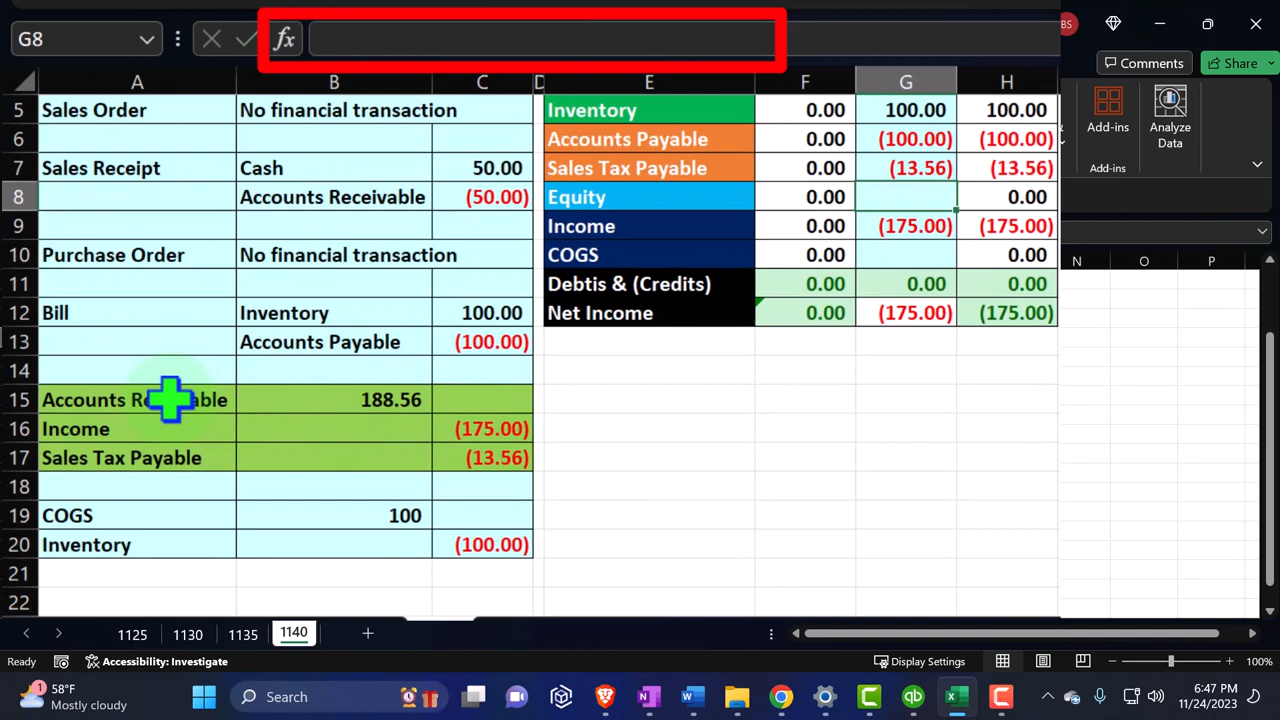 G8 fx BS
Comments Share
A B C D E F G H
5 Sales Order No financial transaction Inventory 0.00 100.00 100.00 Add-ins Analyze Data
6 Accounts Payable 0.00 (100.00) (100.00)
7 Sales Receipt Cash 50.00 Sales Tax Payable 0.00 (13.56) (13.56) Add-ins
8 Accounts Receivable (50.00) Equity 0.00 0.00
9 Income 0.00 (175.00) (175.00)
10 Purchase Order No financial transaction COGS 0.00 0.00 N O P
11 Debtis & (Credits) 0.00 0.00 0.00
12 Bill Inventory 100.00 Net Income 0.00 (175.00) (175.00)
13 Accounts Payable (100.00)
14
15 Accounts 188.56
16 Income (175.00)
17 Sales Tax Payable (13.56)
18
19 COGS 100
20 Inventory (100.00)
21
22
1125 1130 1135 1140
Ready Accessibility: Investigate Display Settings 100%
1 58°F Mostly cloudy Search 6:47 PM 11/24/2023